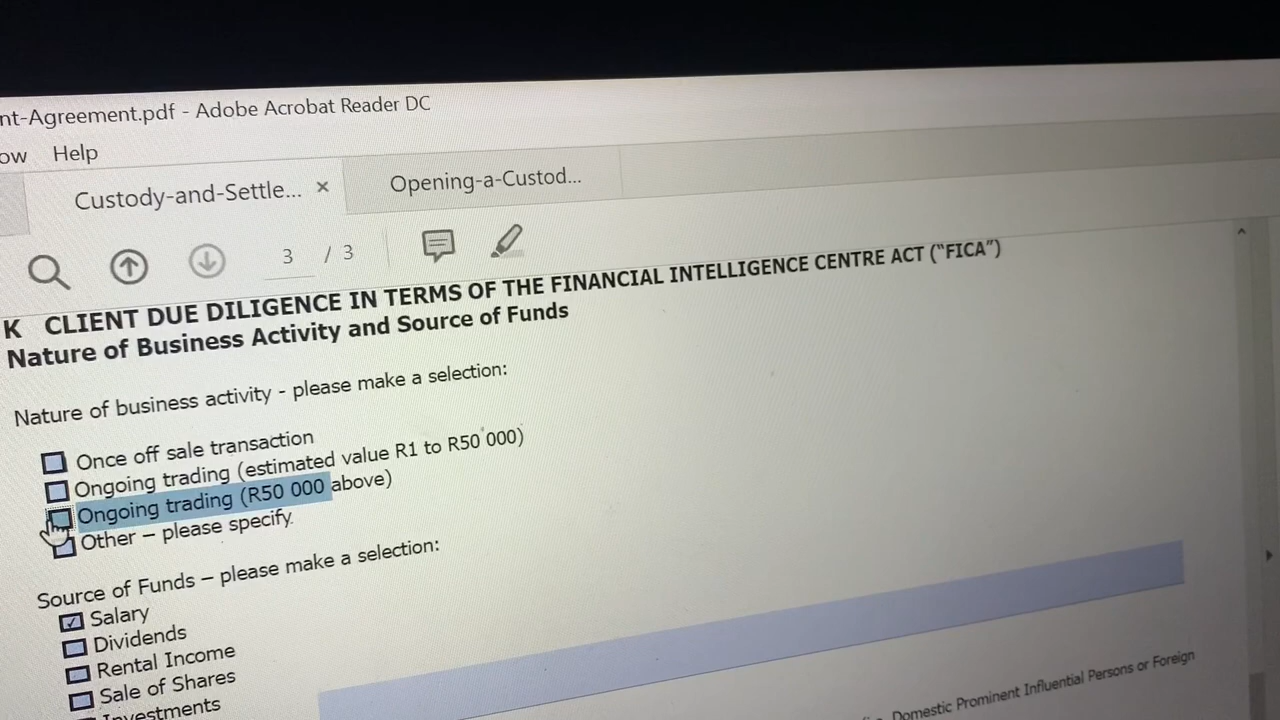 nt-Agreement.pdf - Adobe Acrobat Reader DC
ow Help
Custody-and-Settle... × Opening-a-Custod...
3 / 3
K CLIENT DUE DILIGENCE IN TERMS OF THE FINANCIAL INTELLIGENCE CENTRE ACT (“FICA”)
Nature of Business Activity and Source of Funds
Nature of business activity - please make a selection:
Once off sale transaction
Ongoing trading (estimated value R1 to R50 000)
Ongoing trading (R50 000 above)
Other – please specify.
Source of Funds – please make a selection:
Salary
Dividends
Rental Income
Sale of Shares
Investments
Domestic Prominent Influential Persons or Foreign